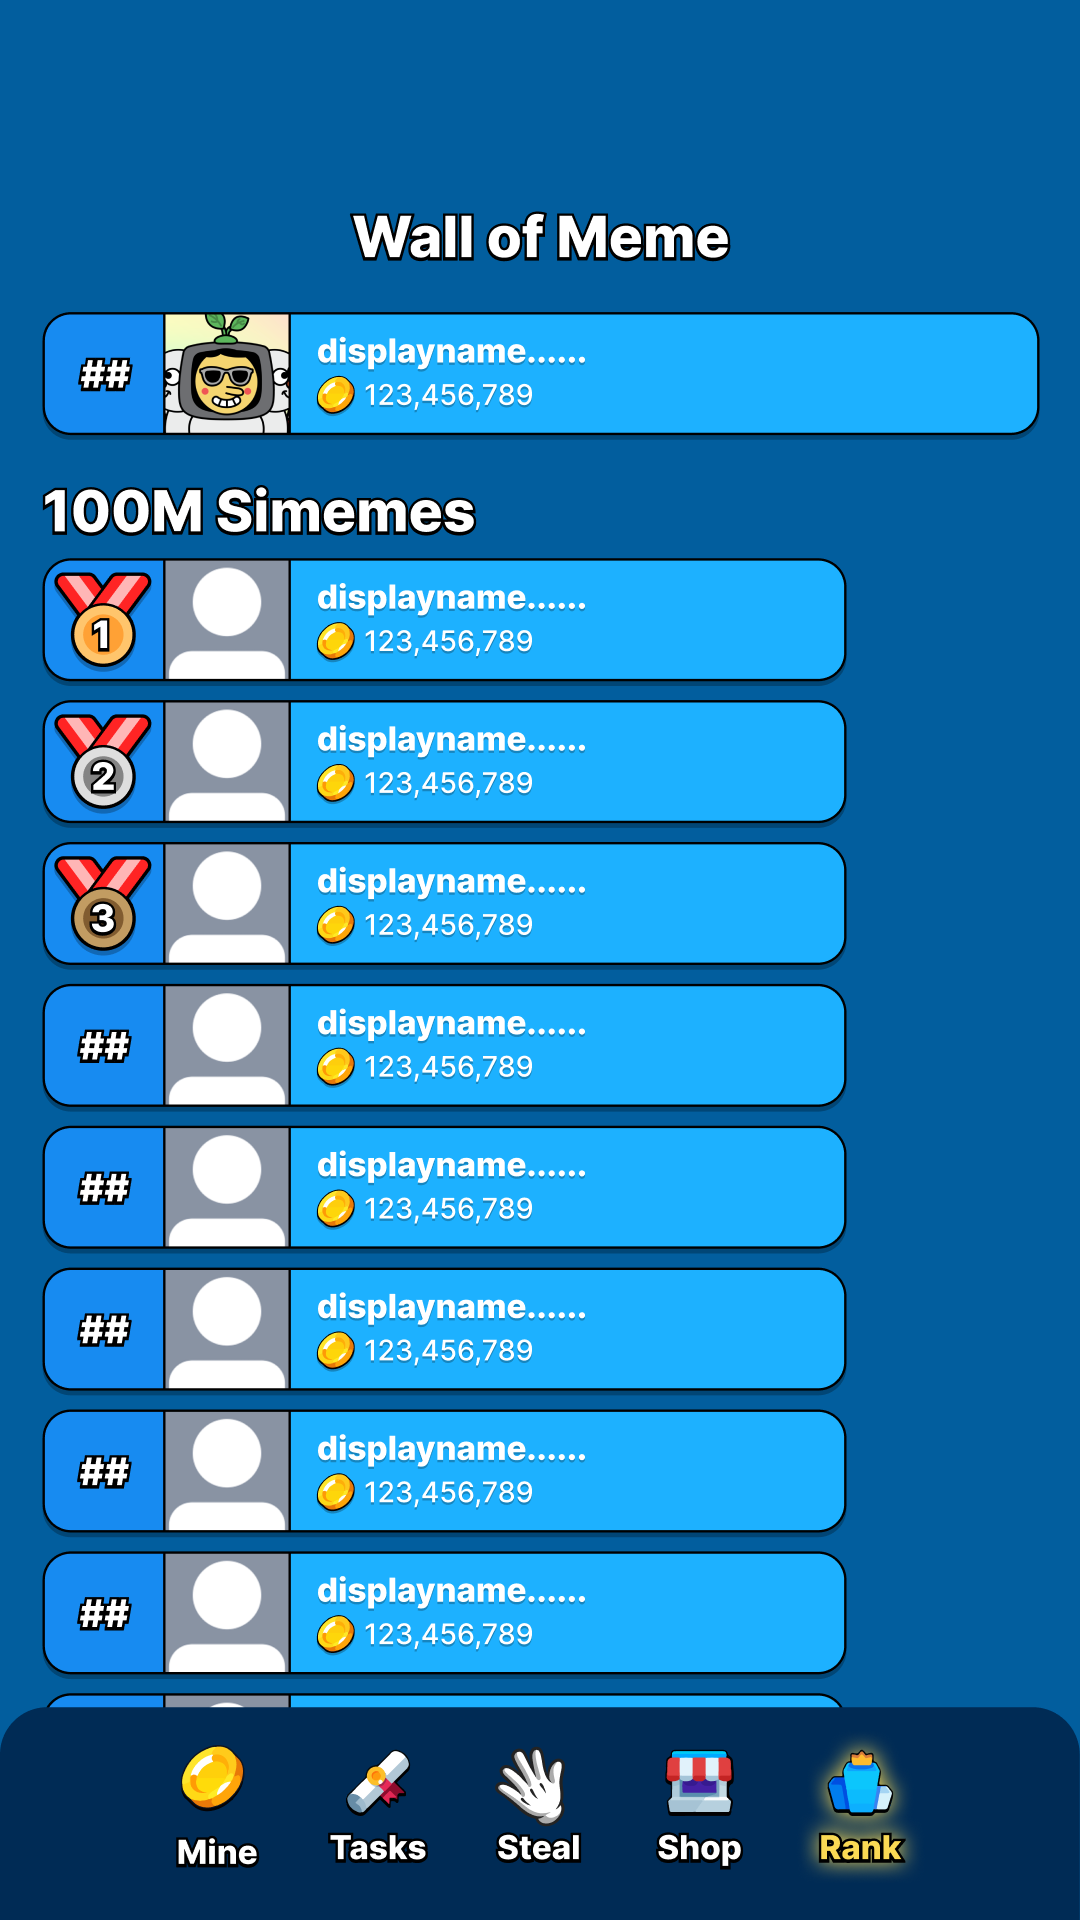 Wall of Meme
##
displayname......
123,456,789
100M Simemes
1
displayname......
123,456,789
2
displayname......
123,456,789
3
displayname......
123,456,789
##
displayname......
123,456,789
##
displayname......
123,456,789
##
displayname......
123,456,789
##
displayname......
123,456,789
##
displayname......
123,456,789
Mine Tasks Steal Shop Rank